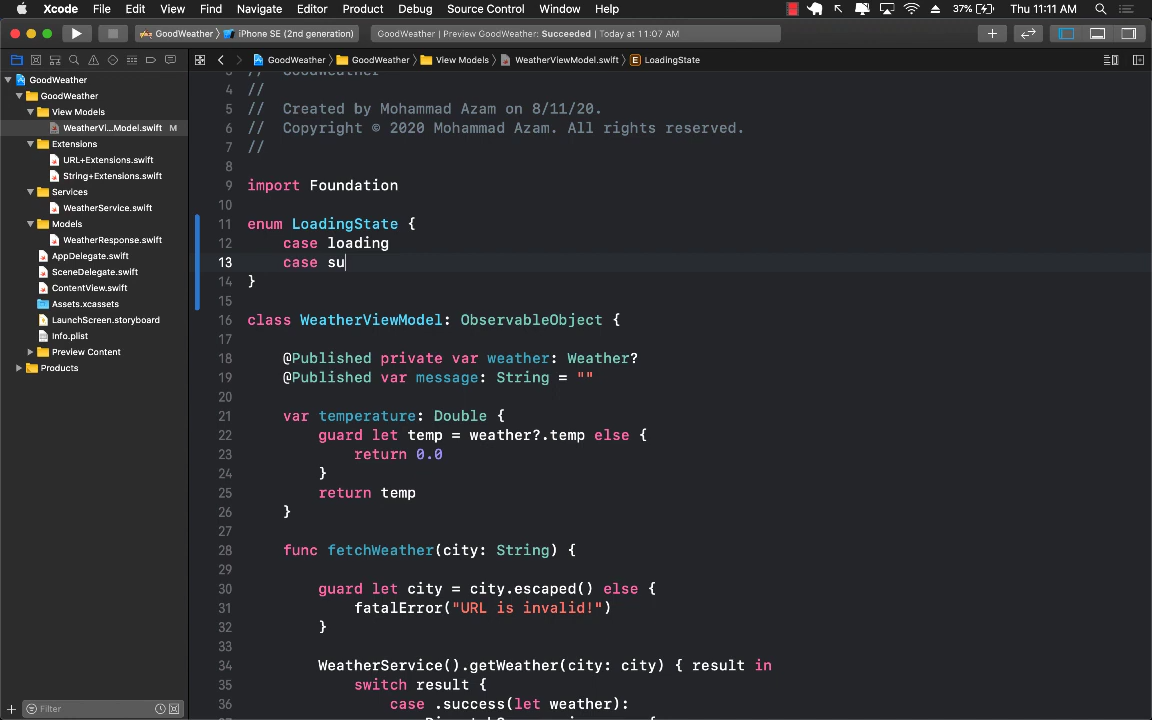 Xcode File Edit View Find Navigate Editor Product Debug Source Control Window Help 37% Thu 11:11 AM
GoodWeather iPhone SE (2nd generation) GoodWeather | Preview GoodWeather: Succeeded | Today at 11:07 AM
GoodWeather GoodWeather View Models WeatherViewModel.swift E LoadingState
GoodWeather
GoodWeather
View Models
WeatherVi...Model.swift M
Extensions
URL+Extensions.swift
String+Extensions.swift
Services
WeatherService.swift
Models
WeatherResponse.swift
AppDelegate.swift
SceneDelegate.swift
ContentView.swift
Assets.xcassets
LaunchScreen.storyboard
Info.plist
Preview Content
Products
Filter
3 // GoodWeather
4 //
5 // Created by Mohammad Azam on 8/11/20.
6 // Copyright © 2020 Mohammad Azam. All rights reserved.
7 //
8
9 import Foundation
10
11 enum LoadingState {
12 case loading
13 case su
14 }
15
16 class WeatherViewModel: ObservableObject {
17
18 @Published private var weather: Weather?
19 @Published var message: String = ""
20
21 var temperature: Double {
22 guard let temp = weather?.temp else {
23 return 0.0
24 }
25 return temp
26 }
27
28 func fetchWeather(city: String) {
29
30 guard let city = city.escaped() else {
31 fatalError("URL is invalid!")
32 }
33
34 WeatherService().getWeather(city: city) { result in
35 switch result {
36 case .success(let weather):